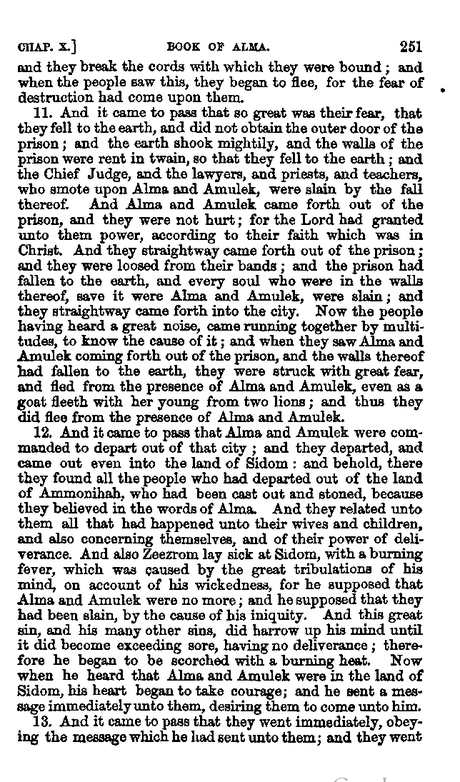 CHAP. X.] BOOK OF ALMA. 251
and they break the cords with which they were bound; and
when the people saw this, they began to flee, for the fear of
destruction had come upon them.
11. And it came to pass that so great was their fear, that
they fell to the earth, and did not obtain the outer door of the
prison; and the earth shook mightily, and the walls of the
prison were rent in twain, so that they fell to the earth; and
the Chief Judge, and the lawyers, and priests, and teachers,
who smote upon Alma and Amulek, were slain by the fall
thereof. And Alma and Amulek came forth out of the
prison, and they were not hurt; for the Lord had granted
unto them power, according to their faith which was in
Christ. And they straightway came forth out of the prison;
and they were loosed from their bands; and the prison had
fallen to the earth, and every soul who were in the walls
thereof, save it were Alma and Amulek, were slain; and
they straightway came forth into the city. Now the people
having heard a great noise, came running together by multi-
tudes, to know the cause of it; and when they saw Alma and
Amulek coming forth out of the prison, and the walls thereof
had fallen to the earth, they were struck with great fear,
and fled from the presence of Alma and Amulek, even as a
goat fleeth with her young from two lions; and thus they
did flee from the presence of Alma and Amulek.
12. And it came to pass that Alma and Amulek were com-
manded to depart out of that city; and they departed, and
came out even into the land of Sidom: and behold, there
they found all the people who had departed out of the land
of Ammonihah, who had been cast out and stoned, because
they believed in the words of Alma. And they related unto
them all that had happened unto their wives and children,
and also concerning themselves, and of their power of deli-
verance. And also Zeezrom lay sick at Sidom, with a burning
fever, which was caused by the great tribulations of his
mind, on account of his wickedness, for he supposed that
Alma and Amulek were no more; and he supposed that they
had been slain, by the cause of his iniquity. And this great
sin, and his many other sins, did harrow up his mind until
it did become exceeding sore, having no deliverance; there-
fore he began to be scorched with a burning heat. Now
when he heard that Alma and Amulek were in the land of
Sidom, his heart began to take courage; and he sent a mes-
sage immediately unto them, desiring them to come unto him.
13. And it came to pass that they went immediately, obey-
ing the message which he had sent unto them; and they went